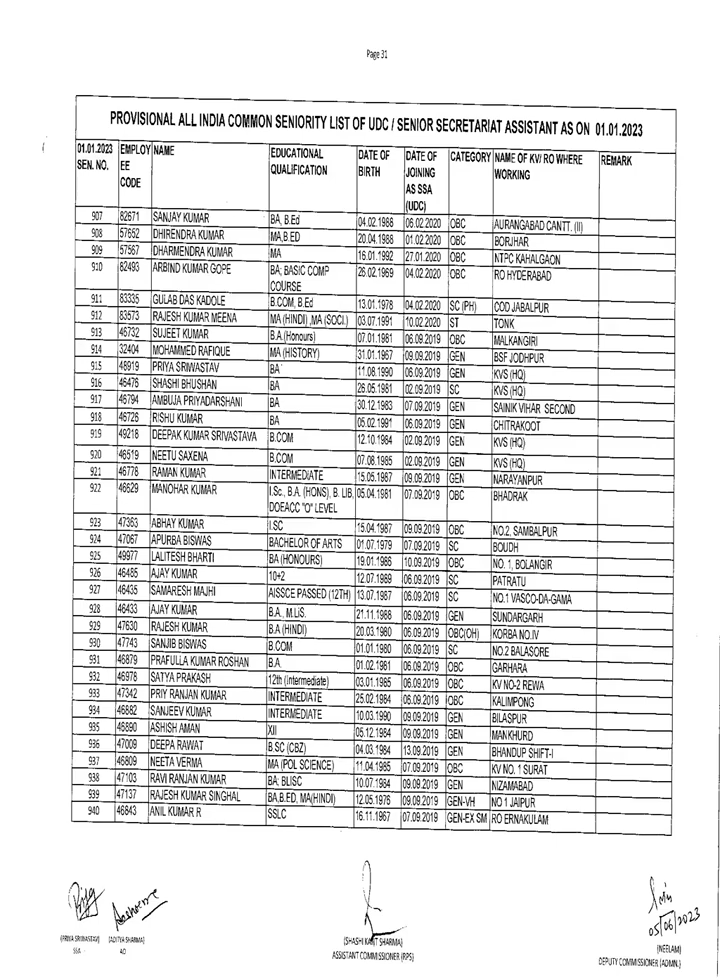 Page 31
PROVISIONAL ALL INDIA COMMON SENIORITY LIST OF UDC / SENIOR SECRETARIAT ASSISTANT AS ON 01.01.2023
01.01.2023 SEN. NO. EMPLOYEE CODE NAME EDUCATIONAL QUALIFICATION DATE OF BIRTH DATE OF JOINING AS SSA (UDC) CATEGORY NAME OF KV/ RO WHERE WORKING REMARK
907 82671 SANJAY KUMAR BA, B.Ed 04.02.1986 06.02.2020 OBC AURANGABAD CANTT. (II)
908 57652 DHIRENDRA KUMAR MA,B.ED 20.04.1986 01.02.2020 OBC BORJHAR
909 57567 DHARMENDRA KUMAR MA 16.01.1992 27.01.2020 OBC NTPC KAHALGAON
910 62493 ARBIND KUMAR GOPE BA; BASIC COMP 26.02.1969 04.02.2020 OBC RO HYDERABAD
COURSE
911 83335 GULAB DAS KADOLE B.COM, B.Ed 13.01.1978 04.02.2020 SC (PH) COD JABALPUR
912 83573 RAJESH KUMAR MEENA MA (HINDI) ,MA (SOCI.) 03.07.1991 10.02.2020 ST TONK
913 46732 SUJEET KUMAR B.A.(Honours) 07.01.1981 06.09.2019 OBC MALKANGIRI
914 32404 MOHAMMED RAFIQUE MA (HISTORY) 31.01.1967 09.09.2019 GEN BSF JODHPUR
915 48919 PRIYA SRIWASTAV BA 11.08.1990 06.09.2019 GEN KVS (HQ)
916 46476 SHASHI BHUSHAN BA 26.05.1981 02.09.2019 SC KVS (HQ)
917 46794 AMBUJA PRIYADARSHANI BA 30.12.1983 07.09.2019 GEN SAINIK VIHAR SECOND
918 46726 RISHU KUMAR BA 05.02.1991 06.09.2019 GEN CHITRAKOOT
919 49216 DEEPAK KUMAR SRIVASTAVA B.COM 12.10.1984 02.09.2019 GEN KVS (HQ)
920 46519 NEETU SAXENA B.COM 07.08.1985 02.09.2019 GEN KVS (HQ)
921 46778 RAMAN KUMAR INTERMEDIATE 15.05.1987 09.09.2019 GEN NARAYANPUR
922 46629 MANOHAR KUMAR I.Sc., B.A. (HONS), B. LIB, 05.04.1981 07.09.2019 OBC BHADRAK
DOEACC "O" LEVEL
923 47363 ABHAY KUMAR I.SC 15.04.1987 09.09.2019 OBC NO.2, SAMBALPUR
924 47067 APURBA BISWAS BACHELOR OF ARTS 01.07.1979 07.09.2019 SC BOUDH
925 49977 LALITESH BHARTI BA (HONOURS) 19.01.1986 10.09.2019 OBC NO. 1, BOLANGIR
926 46485 AJAY KUMAR 10+2 12.07.1989 06.09.2019 SC PATRATU
927 46435 SAMARESH MAJHI AISSCE PASSED (12TH) 13.07.1987 06.09.2019 SC NO.1 VASCO-DA-GAMA
928 46433 AJAY KUMAR B.A., M.LiS. 21.11.1988 06.09.2019 GEN SUNDARGARH
929 47630 RAJESH KUMAR B.A (HINDI) 20.03.1980 06.09.2019 OBC(OH) KORBA NO.IV
930 47743 SANJIB BISWAS B.COM 01.01.1980 06.09.2019 SC NO.2 BALASORE
931 46879 PRAFULLA KUMAR ROSHAN B.A. 01.02.1981 06.09.2019 OBC GARHARA
932 46978 SATYA PRAKASH 12th (Intermediate) 03.01.1985 06.09.2019 OBC KV NO-2 REWA
933 47342 PRIY RANJAN KUMAR INTERMEDIATE 25.02.1984 06.09.2019 OBC KALIMPONG
934 46882 SANJEEV KUMAR INTERMEDIATE 10.03.1990 09.09.2019 GEN BILASPUR
935 46890 ASHISH AMAN XII 05.12.1984 09.09.2019 GEN MANKHURD
936 47009 DEEPA RAWAT B.SC (CBZ) 04.03.1984 13.09.2019 GEN BHANDUP SHIFT-I
937 46809 NEETA VERMA MA (POL SCIENCE) 11.04.1985 07.09.2019 OBC KV NO. 1 SURAT
938 47103 RAVI RANJAN KUMAR BA; BLISC 10.07.1984 09.09.2019 GEN NIZAMABAD
939 47137 RAJESH KUMAR SINGHAL BA,B.ED, MA(HINDI) 12.05.1976 09.09.2019 GEN-VH NO 1 JAIPUR
940 46843 ANIL KUMAR R SSLC 16.11.1967 07.09.2019 GEN-EX SM RO ERNAKULAM
05/06/2023
(PRIYA SRIWASTAV) (ADITYA SHARMA) (SHASHI KANT SHARMA) (NEELAM)
SSA AO ASSISTANT COMMISSIONER (RPS) DEPUTY COMMISSIONER (ADMN.)